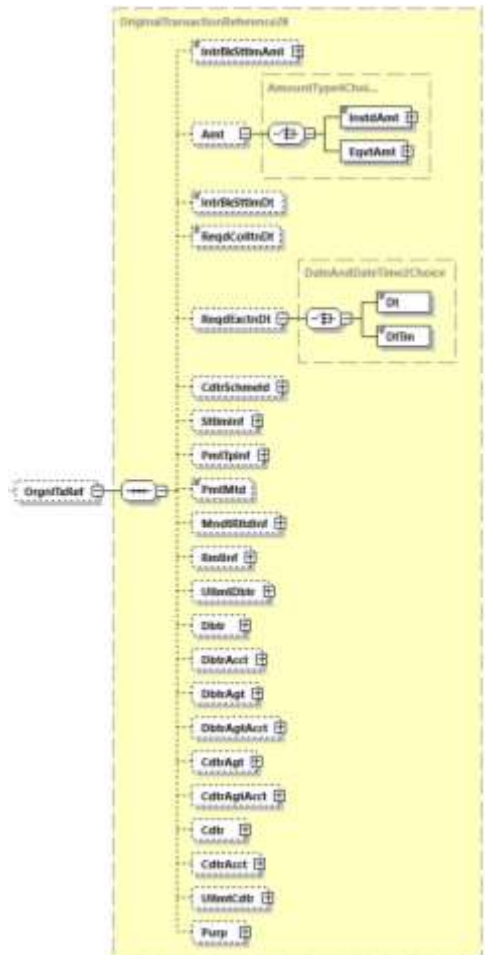 OriginalTransactionReference28
IntrBkSttlmAmt
AmountType4Choi...
InstdAmt
Amt
EqvtAmt
IntrBkSttlmDt
ReqdColltnDt
DateAndDateTime2Choice
Dt
ReqdExctnDt
DtTm
CdtrSchmeId
SttlmInf
PmtTpInf
OrgnlTxRef
PmtMtd
MndtRltdInf
RmtInf
UltmtDbtr
Dbtr
DbtrAcct
DbtrAgt
DbtrAgtAcct
CdtrAgt
CdtrAgtAcct
Cdtr
CdtrAcct
UltmtCdtr
Purp